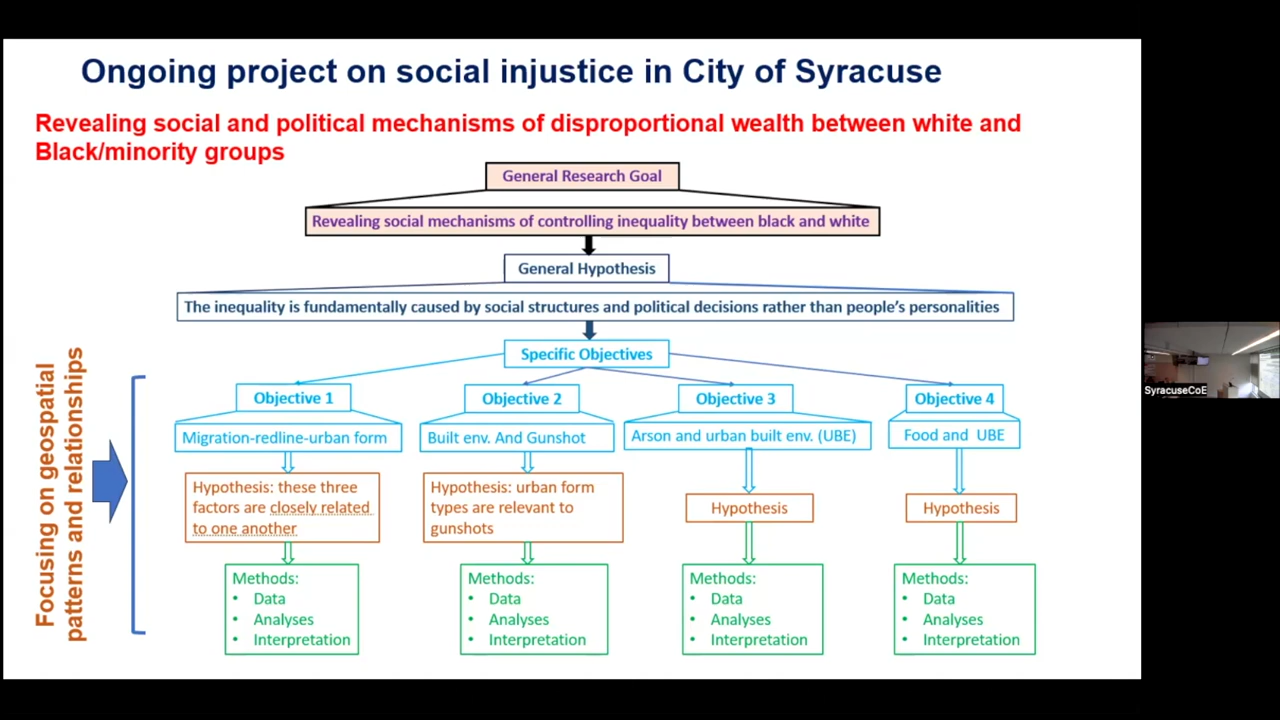 Ongoing project on social injustice in City of Syracuse
Revealing social and political mechanisms of disproportional wealth between white and
Black/minority groups
General Research Goal
Revealing social mechanisms of controlling inequality between black and white
General Hypothesis
The inequality is fundamentally caused by social structures and political decisions rather than people's personalities
Specific Objectives
Focusing on geospatial
patterns and relationships
Objective 1
Migration-redline-urban form
Hypothesis: these three
factors are closely related
to one another
Methods:
• Data
• Analyses
• Interpretation
Objective 2
Built env. And Gunshot
Hypothesis: urban form
types are relevant to
gunshots
Methods:
• Data
• Analyses
• Interpretation
Objective 3
Arson and urban built env. (UBE)
Hypothesis
Methods:
• Data
• Analyses
• Interpretation
Objective 4
Food and UBE
Hypothesis
Methods:
• Data
• Analyses
• Interpretation
SyracuseCoE